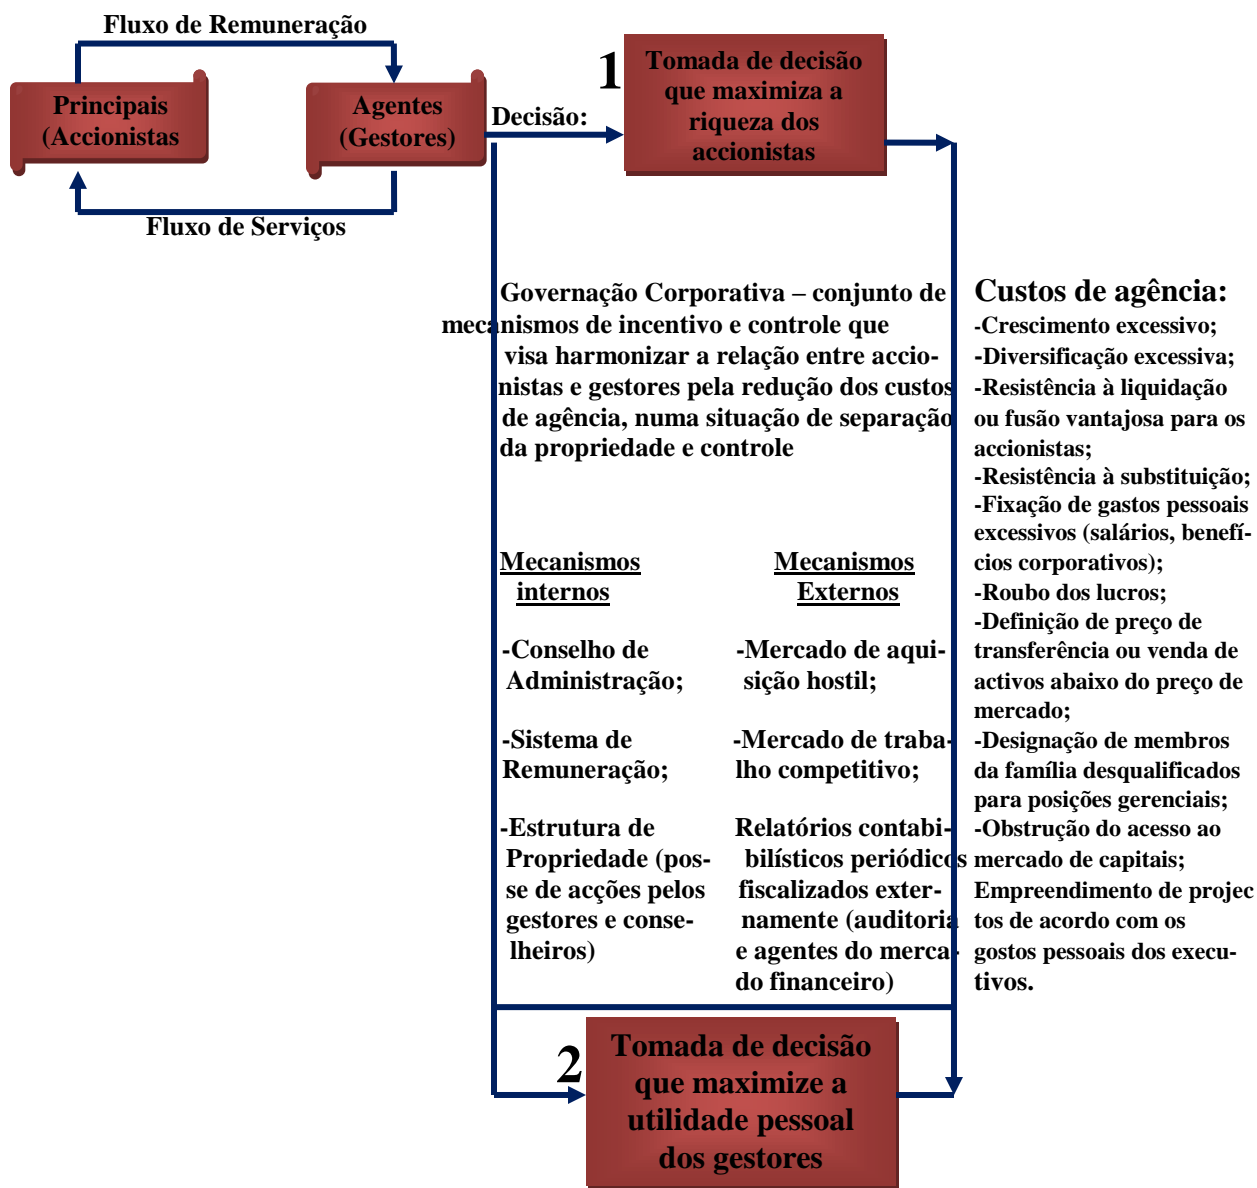 Fluxo de Remuneração
Principais
(Accionistas
Agentes
(Gestores)
Fluxo de Serviços
Decisão:
1
Tomada de decisão
que maximiza a
riqueza dos
accionistas
Governação Corporativa – conjunto de
mecanismos de incentivo e controle que
visa harmonizar a relação entre accio-
nistas e gestores pela redução dos custos
de agência, numa situação de separação
da propriedade e controle
Mecanismos
internos
-Conselho de
Administração;
-Sistema de
Remuneração;
-Estrutura de
Propriedade (pos-
se de acções pelos
gestores e conse-
lheiros)
Mecanismos
Externos
-Mercado de aqui-
sição hostil;
-Mercado de traba-
lho competitivo;
Relatórios contabi-
bilísticos periódicos
fiscalizados exter-
namente (auditoria
e agentes do merca-
do financeiro)
Custos de agência:
-Crescimento excessivo;
-Diversificação excessiva;
-Resistência à liquidação
ou fusão vantajosa para os
accionistas;
-Resistência à substituição;
-Fixação de gastos pessoais
excessivos (salários, benefí-
cios corporativos);
-Roubo dos lucros;
-Definição de preço de
transferência ou venda de
activos abaixo do preço de
mercado;
-Designação de membros
da família desqualificados
para posições gerenciais;
-Obstrução do acesso ao
mercado de capitais;
Empreendimento de projec
tos de acordo com os
gostos pessoais dos execu-
tivos.
2
Tomada de decisão
que maximize a
utilidade pessoal
dos gestores